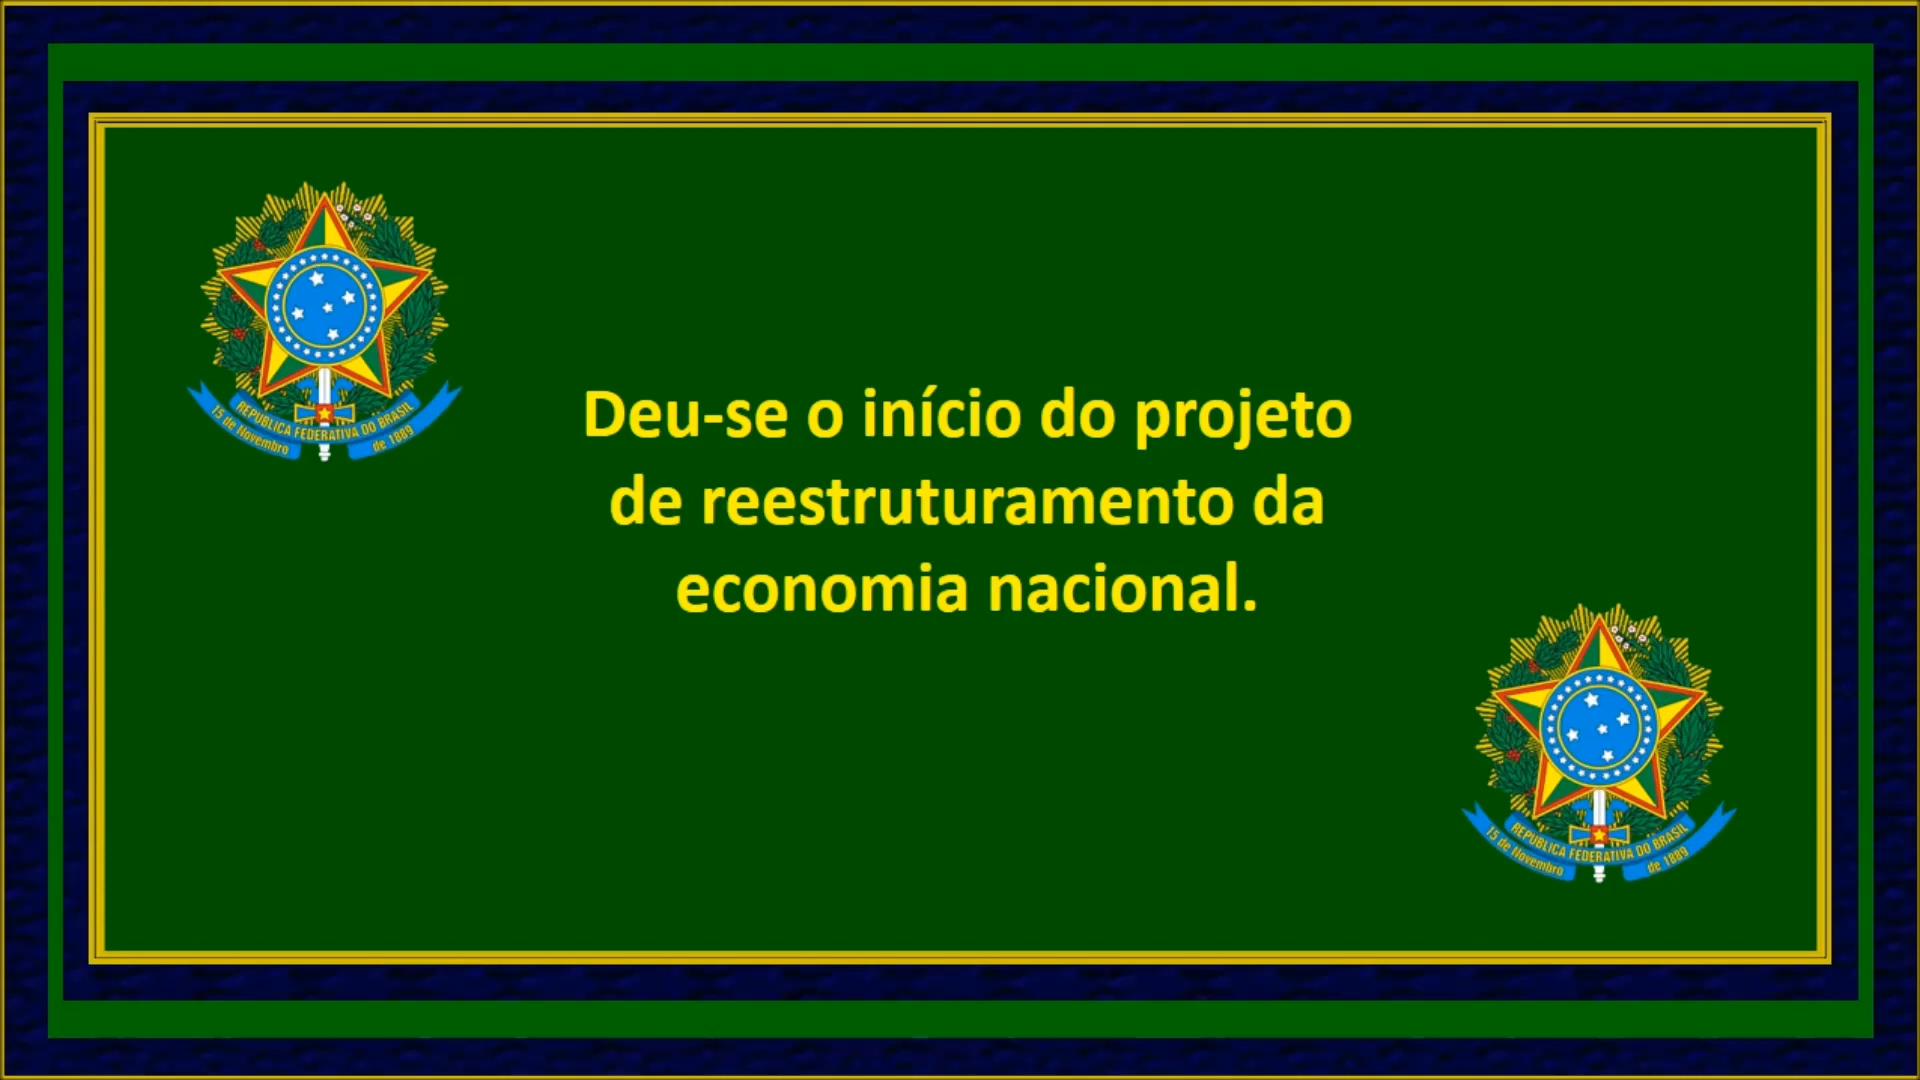 Deu-se o início do projeto
de reestruturamento da
economia nacional.
REPÚBLICA FEDERATIVA DO BRASIL
15 de Novembro
de 1889
REPÚBLICA FEDERATIVA DO BRASIL
15 de Novembro
de 1889